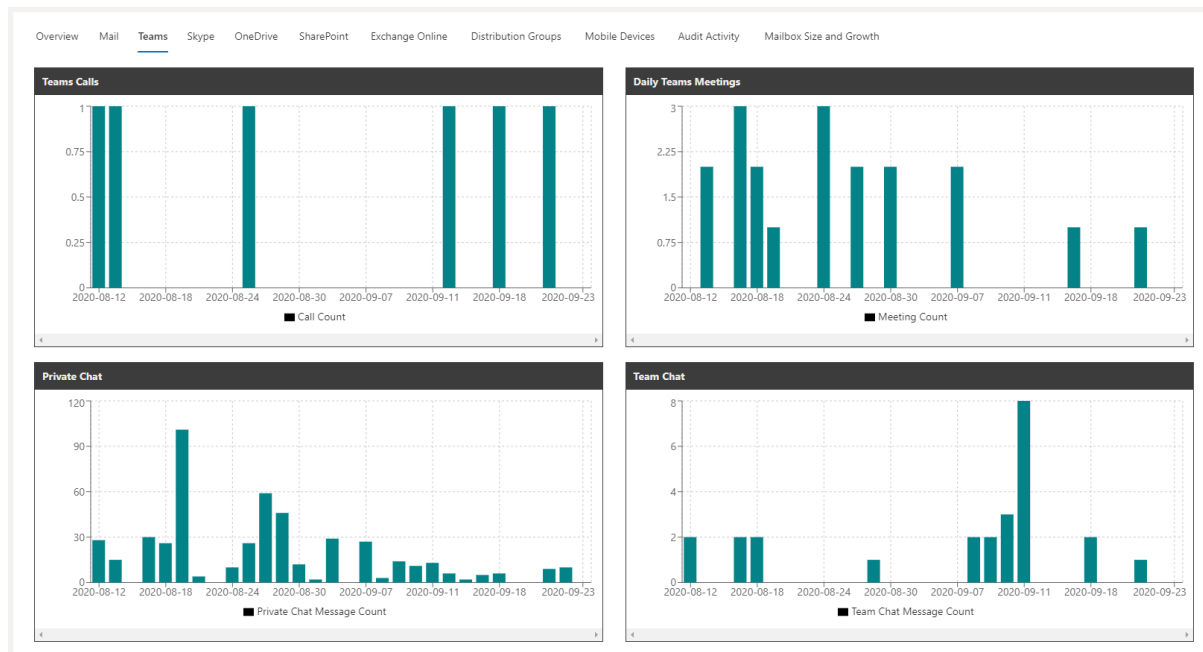 Overview Mail Teams Skype OneDrive SharePoint Exchange Online Distribution Groups Mobile Devices Audit Activity Mailbox Size and Growth
Teams Calls
1
0.75
0.5
0.25
0
2020-08-12 2020-08-18 2020-08-24 2020-08-30 2020-09-07 2020-09-11 2020-09-18 2020-09-23
Call Count
Daily Teams Meetings
3
2.25
1.5
0.75
0
2020-08-12 2020-08-18 2020-08-24 2020-08-30 2020-09-07 2020-09-11 2020-09-18 2020-09-23
Meeting Count
Private Chat
120
90
60
30
0
2020-08-12 2020-08-18 2020-08-24 2020-08-30 2020-09-07 2020-09-11 2020-09-18 2020-09-23
Private Chat Message Count
Team Chat
8
6
4
2
0
2020-08-12 2020-08-18 2020-08-24 2020-08-30 2020-09-07 2020-09-11 2020-09-18 2020-09-23
Team Chat Message Count